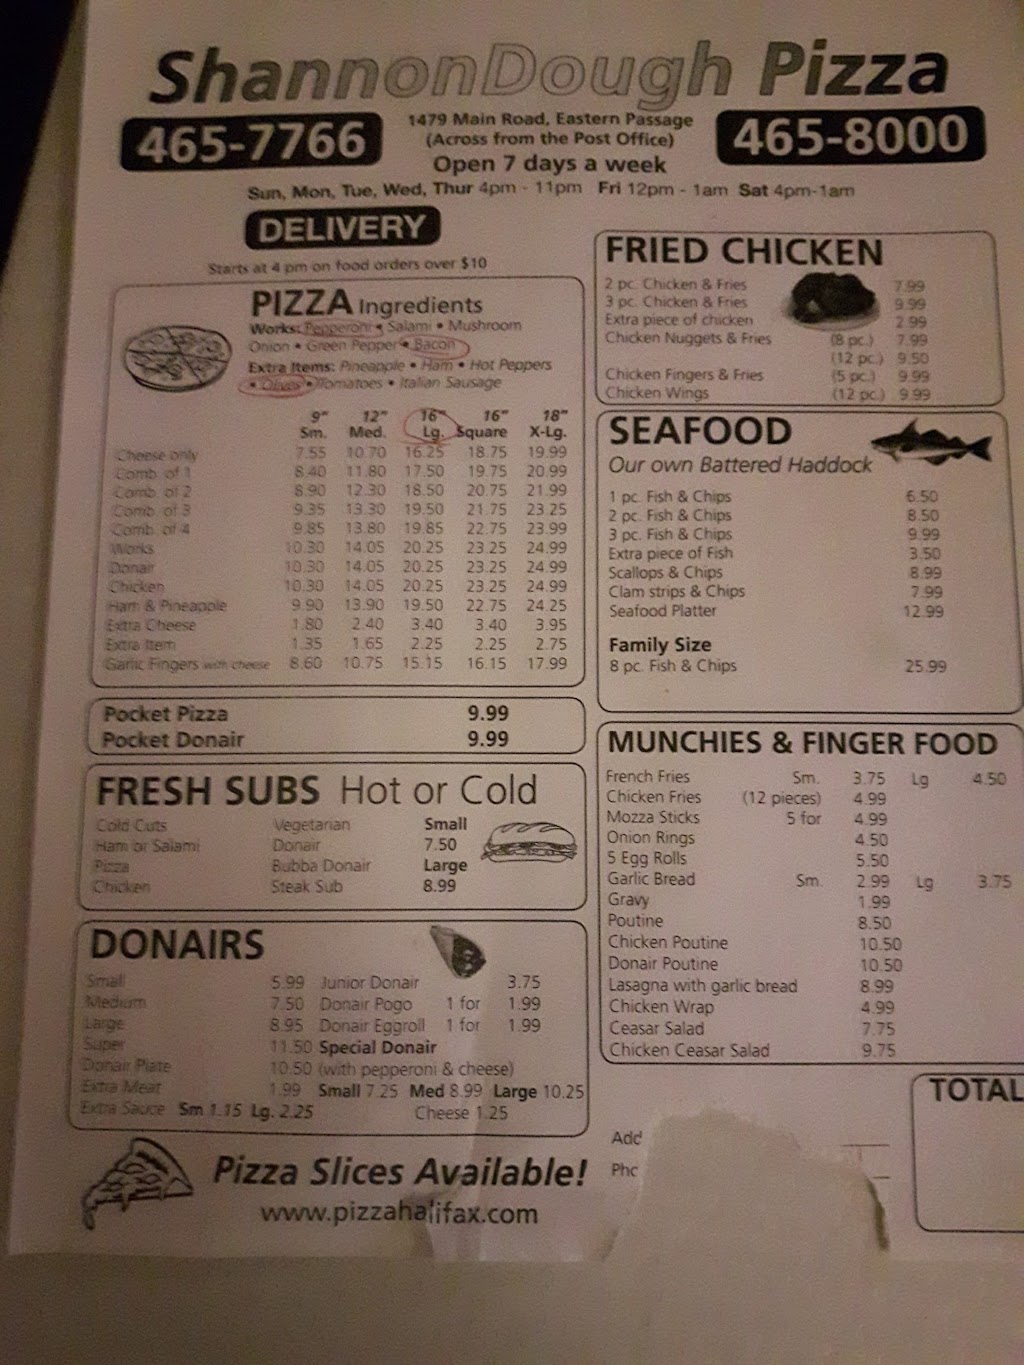 ShannonDough Pizza
465-7766
1479 Main Road, Eastern Passage
(Across from the Post Office)
Open 7 days a week
465-8000
Sun, Mon, Tue, Wed, Thur 4pm - 11pm Fri 12pm - 1am Sat 4pm-1am
DELIVERY
Starts at 4 pm on food orders over $10
PIZZA Ingredients
Works: Pepperoni • Salami • Mushroom
Onion • Green Pepper • Bacon
Extra Items: Pineapple • Ham • Hot Peppers
• Olives • Tomatoes • Italian Sausage
9" 12" 16" 16" 18"
Sm. Med. Lg. Square X-Lg.
Cheese only 7.55 10.70 16.25 18.75 19.99
Comb. of 1 8.40 11.80 17.50 19.75 20.99
Comb. of 2 8.90 12.30 18.50 20.75 21.99
Comb. of 3 9.35 13.30 19.50 21.75 23.25
Comb. of 4 9.85 13.80 19.85 22.75 23.99
Works 10.30 14.05 20.25 23.25 24.99
Donair 10.30 14.05 20.25 23.25 24.99
Chicken 10.30 14.05 20.25 23.25 24.99
Ham & Pineapple 9.90 13.90 19.50 22.75 24.25
Extra Cheese 1.80 2.40 3.40 3.40 3.95
Extra Item 1.35 1.65 2.25 2.25 2.75
Garlic Fingers with cheese 8.60 10.75 15.15 16.15 17.99
Pocket Pizza 9.99
Pocket Donair 9.99
FRESH SUBS Hot or Cold
Cold Cuts Vegetarian Small
Ham or Salami Donair 7.50
Pizza Bubba Donair Large
Chicken Steak Sub 8.99
DONAIRS
Small 5.99 Junior Donair 3.75
Medium 7.50 Donair Pogo 1 for 1.99
Large 8.95 Donair Eggroll 1 for 1.99
Super 11.50 Special Donair
Donair Plate 10.50 (with pepperoni & cheese)
Extra Meat 1.99 Small 7.25 Med 8.99 Large 10.25
Extra Sauce Sm 1.15 Lg. 2.25 Cheese 1.25
Pizza Slices Available!
www.pizzahalifax.com
FRIED CHICKEN
2 pc. Chicken & Fries 7.99
3 pc. Chicken & Fries 9.99
Extra piece of chicken 2.99
Chicken Nuggets & Fries (8 pc.) 7.99
(12 pc.) 9.50
Chicken Fingers & Fries (5 pc.) 9.99
Chicken Wings (12 pc.) 9.99
SEAFOOD
Our own Battered Haddock
1 pc. Fish & Chips 6.50
2 pc. Fish & Chips 8.50
3 pc. Fish & Chips 9.99
Extra piece of Fish 3.50
Scallops & Chips 8.99
Clam strips & Chips 7.99
Seafood Platter 12.99
Family Size
8 pc. Fish & Chips 25.99
MUNCHIES & FINGER FOOD
French Fries Sm. 3.75 Lg 4.50
Chicken Fries (12 pieces) 4.99
Mozza Sticks 5 for 4.99
Onion Rings 4.50
5 Egg Rolls 5.50
Garlic Bread Sm. 2.99 Lg 3.75
Gravy 1.99
Poutine 8.50
Chicken Poutine 10.50
Donair Poutine 10.50
Lasagna with garlic bread 8.99
Chicken Wrap 4.99
Ceasar Salad 7.75
Chicken Ceasar Salad 9.75
TOTAL
Add
Pho